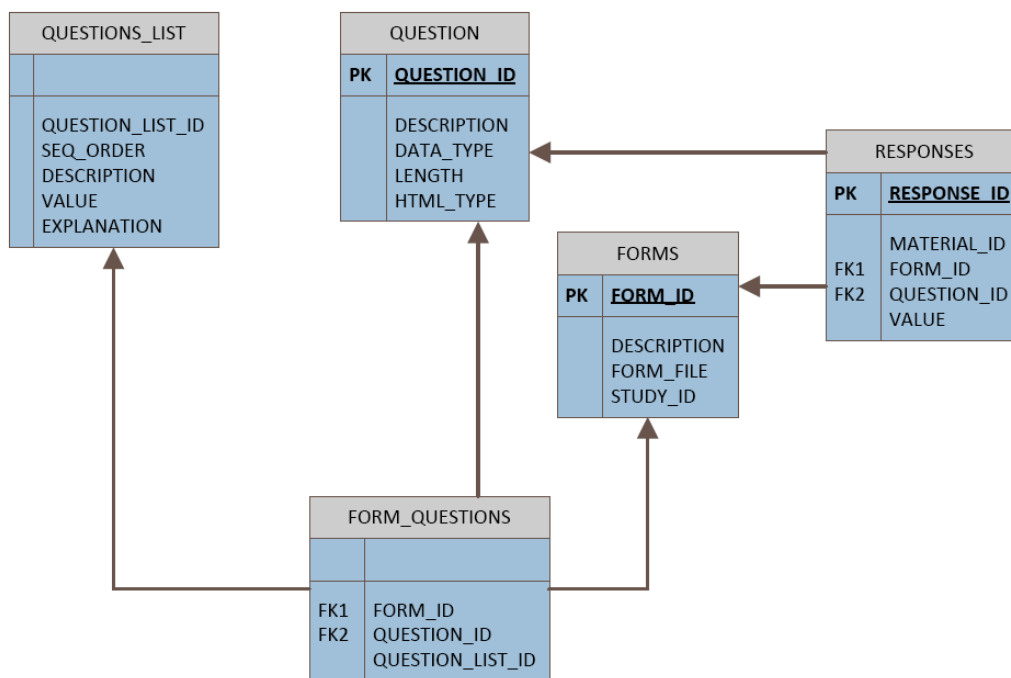 QUESTIONS_LIST
QUESTION_LIST_ID
SEQ_ORDER
DESCRIPTION
VALUE
EXPLANATION
QUESTION
PK QUESTION_ID
DESCRIPTION
DATA_TYPE
LENGTH
HTML_TYPE
RESPONSES
PK RESPONSE_ID
MATERIAL_ID
FK1 FORM_ID
FK2 QUESTION_ID
VALUE
FORMS
PK FORM_ID
DESCRIPTION
FORM_FILE
STUDY_ID
FORM_QUESTIONS
FK1 FORM_ID
FK2 QUESTION_ID
QUESTION_LIST_ID